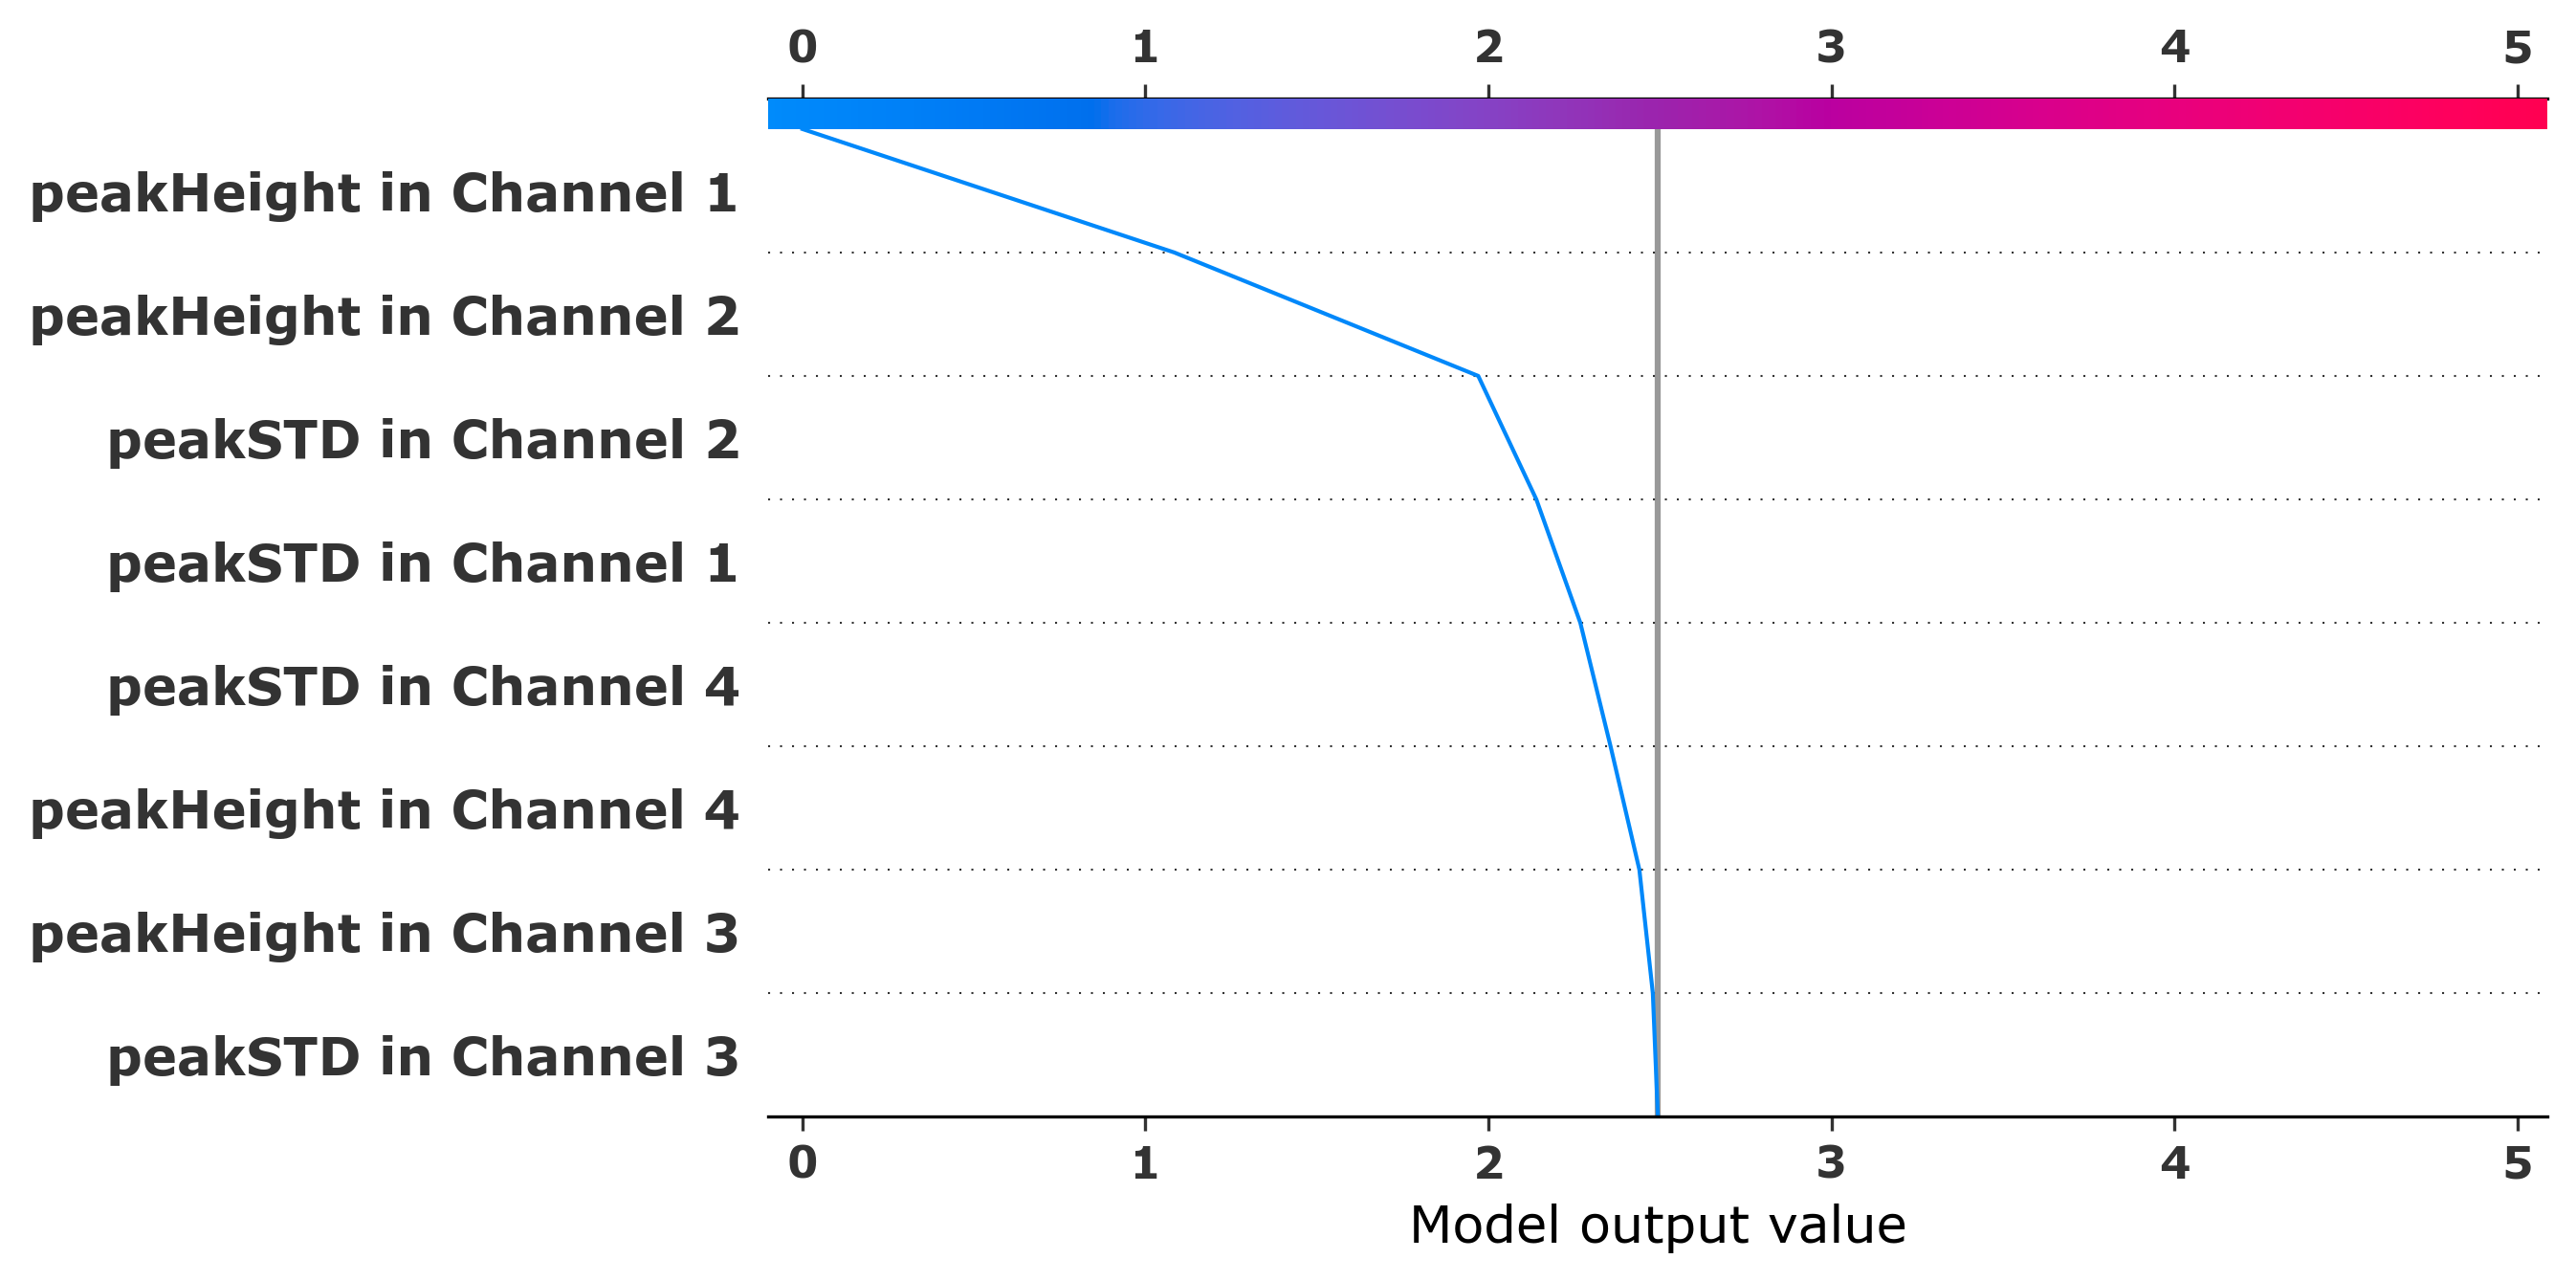 0 1 2 3 4 5
peakHeight in Channel 1
peakHeight in Channel 2
peakSTD in Channel 2
peakSTD in Channel 1
peakSTD in Channel 4
peakHeight in Channel 4
peakHeight in Channel 3
peakSTD in Channel 3
0 1 2 3 4 5
Model output value